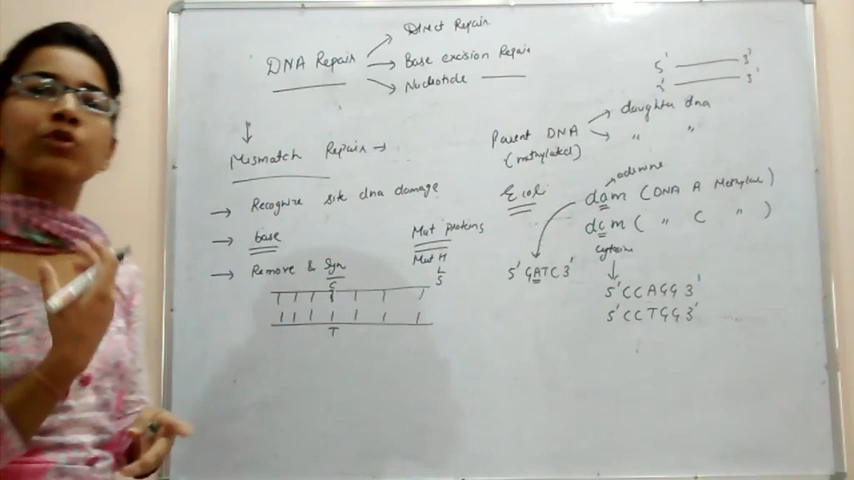 DNA Repair
Direct Repair
Base excision Repair
Nucleotide
5' 3'
3'
Mismatch Repair →
→ Recognize site dna damage
→ base
→ Remove & Syn
C
T
Mut proteins
Mut H
L
S
Parent DNA
(methylated)
daughter dna
" "
E coli
adenine
dam (DNA A Methylase)
dcm ( " C " )
cytosine
5' GATC 3'
5' CCAGG 3'
5' CCTGG 3'